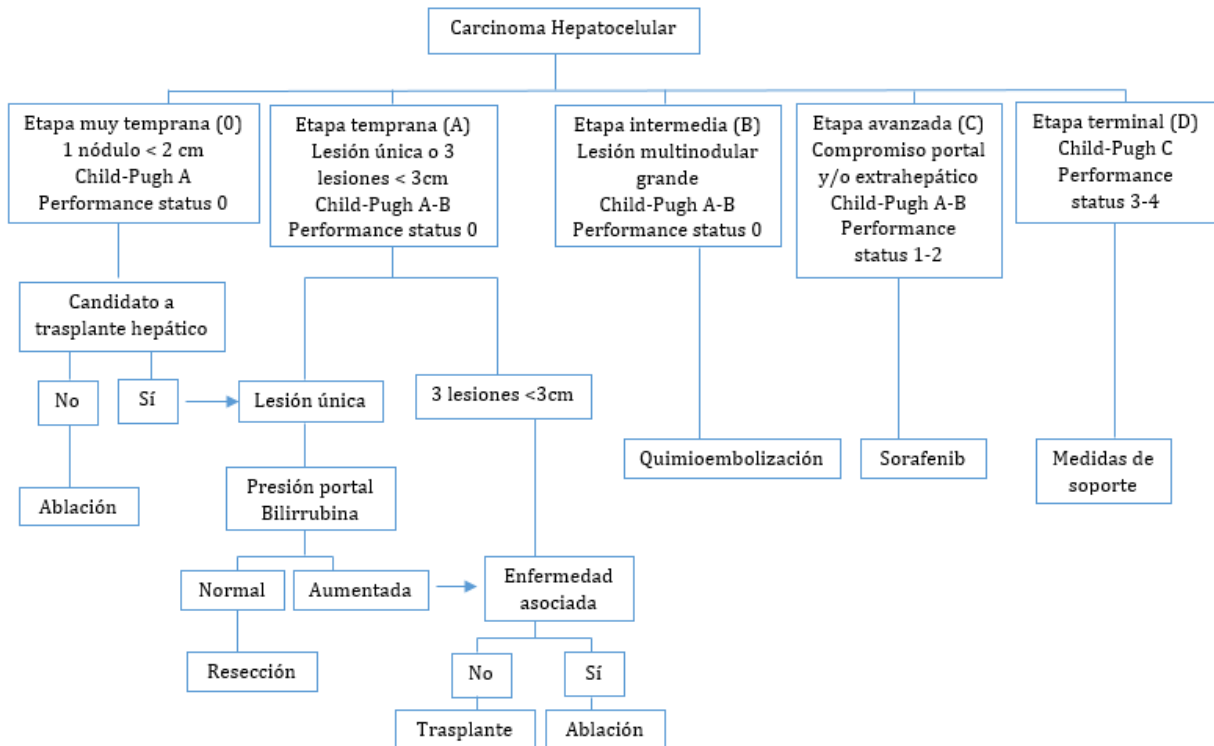 Carcinoma Hepatocelular
Etapa muy temprana (0)
1 nódulo < 2 cm
Child-Pugh A
Performance status 0
Etapa temprana (A)
Lesión única o 3
lesiones < 3cm
Child-Pugh A-B
Performance status 0
Etapa intermedia (B)
Lesión multinodular
grande
Child-Pugh A-B
Performance status 0
Etapa avanzada (C)
Compromiso portal
y/o extrahepático
Child-Pugh A-B
Performance
status 1-2
Etapa terminal (D)
Child-Pugh C
Performance
status 3-4
Candidato a
trasplante hepático
No
Sí
Lesión única
3 lesiones <3cm
Ablación
Presión portal
Bilirrubina
Quimioembolización
Sorafenib
Medidas de
soporte
Normal
Aumentada
Enfermedad
asociada
Resección
No
Sí
Trasplante
Ablación